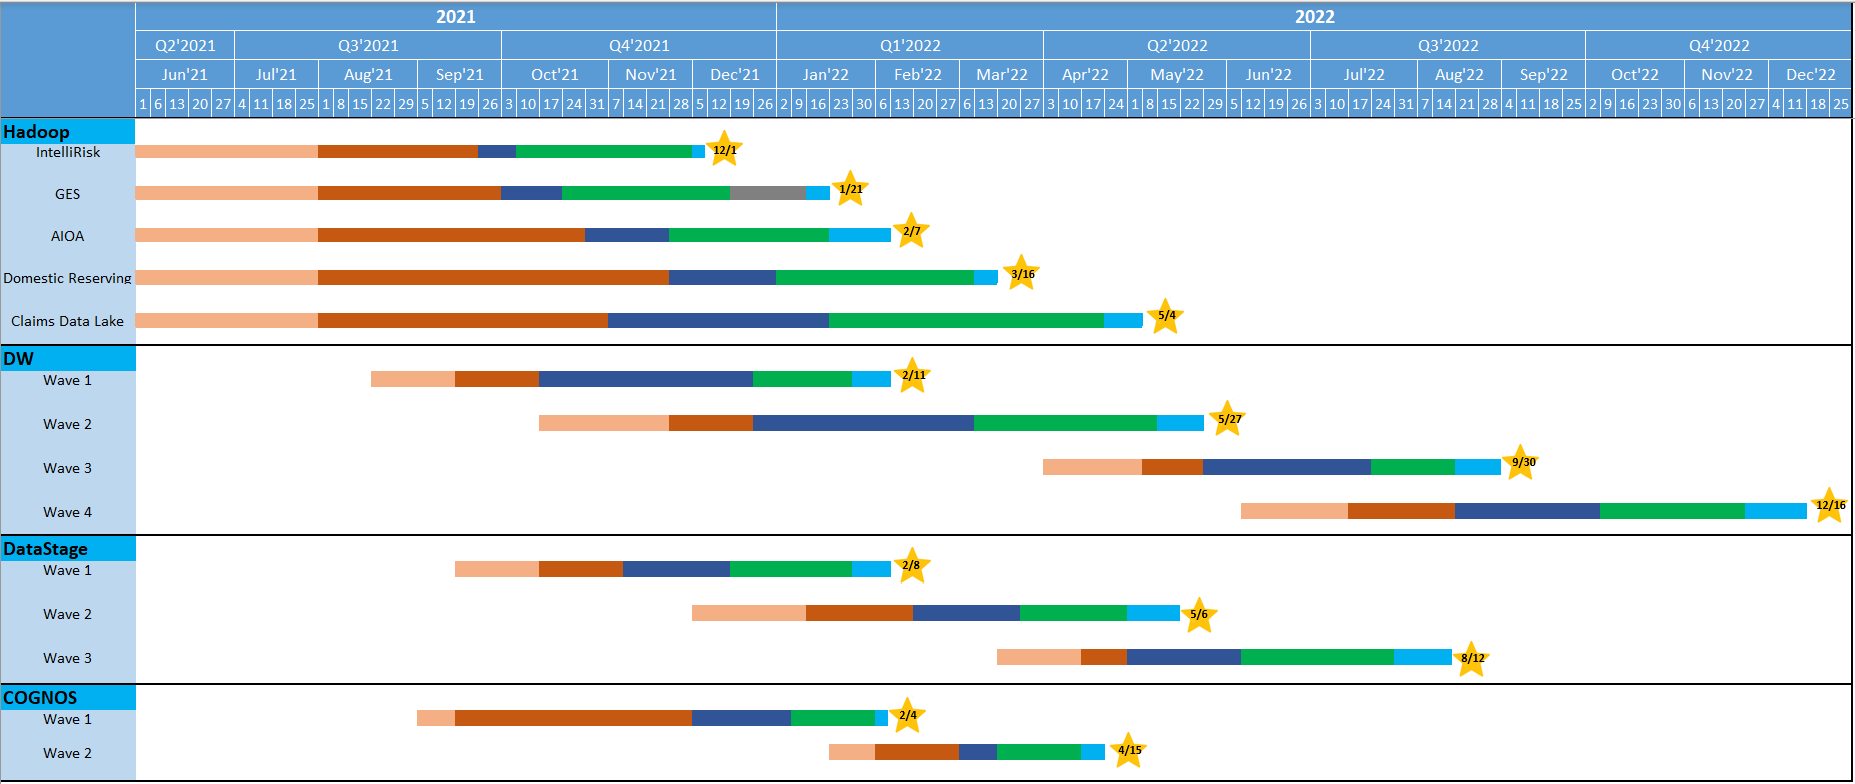 2021 2022
Q2'2021 Q3'2021 Q4'2021 Q1'2022 Q2'2022 Q3'2022 Q4'2022
Jun'21 Jul'21 Aug'21 Sep'21 Oct'21 Nov'21 Dec'21 Jan'22 Feb'22 Mar'22 Apr'22 May'22 Jun'22 Jul'22 Aug'22 Sep'22 Oct'22 Nov'22 Dec'22
1 6 13 20 27 4 11 18 25 1 8 15 22 29 5 12 19 26 3 10 17 24 31 7 14 21 28 5 12 19 26 2 9 16 23 30 6 13 20 27 6 13 20 27 3 10 17 24 1 8 15 22 29 5 12 19 26 3 10 17 24 31 7 14 21 28 4 11 18 25 2 9 16 23 30 6 13 20 27 4 11 18 25
Hadoop
IntelliRisk 12/1
GES 1/21
AIOA 2/7
Domestic Reserving 3/16
Claims Data Lake 5/4
DW
Wave 1 2/11
Wave 2 5/27
Wave 3 9/30
Wave 4 12/16
DataStage
Wave 1 2/8
Wave 2 5/6
Wave 3 8/12
COGNOS
Wave 1 2/4
Wave 2 4/15